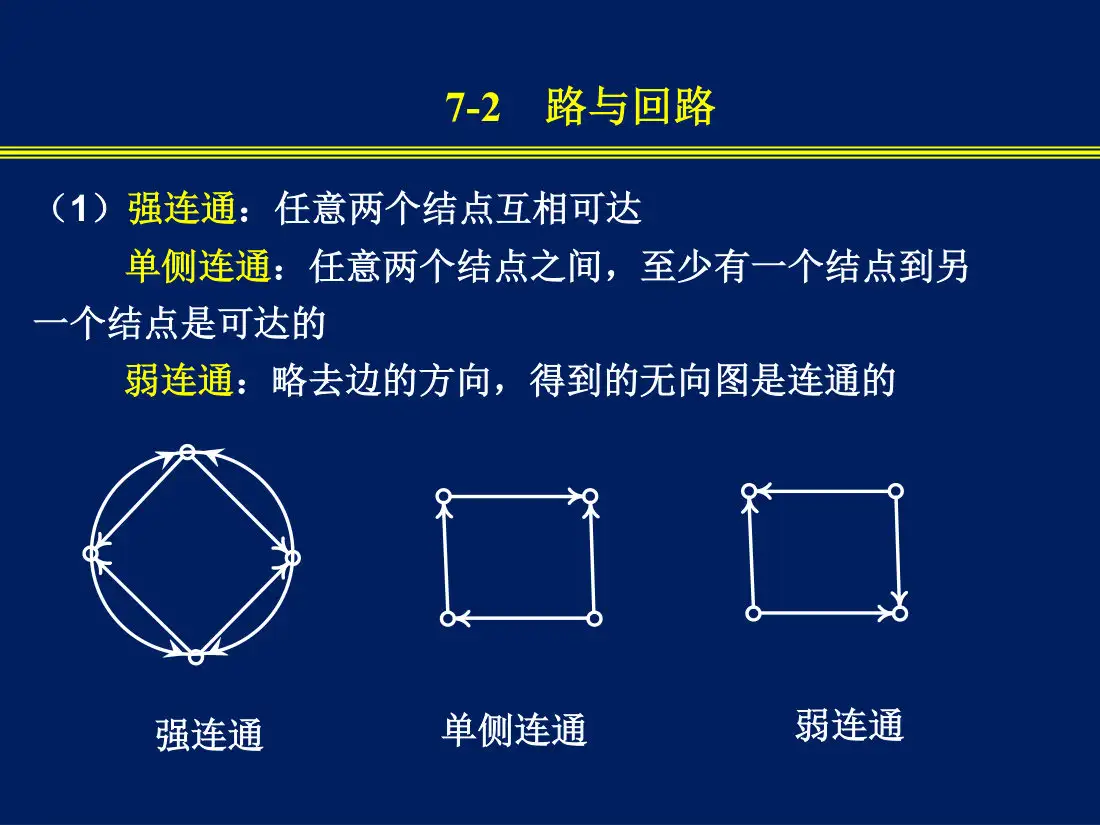 7-2 路与回路
（1）强连通：任意两个结点互相可达
单侧连通：任意两个结点之间，至少有一个结点到另
一个结点是可达的
弱连通：略去边的方向，得到的无向图是连通的
强连通
单侧连通
弱连通